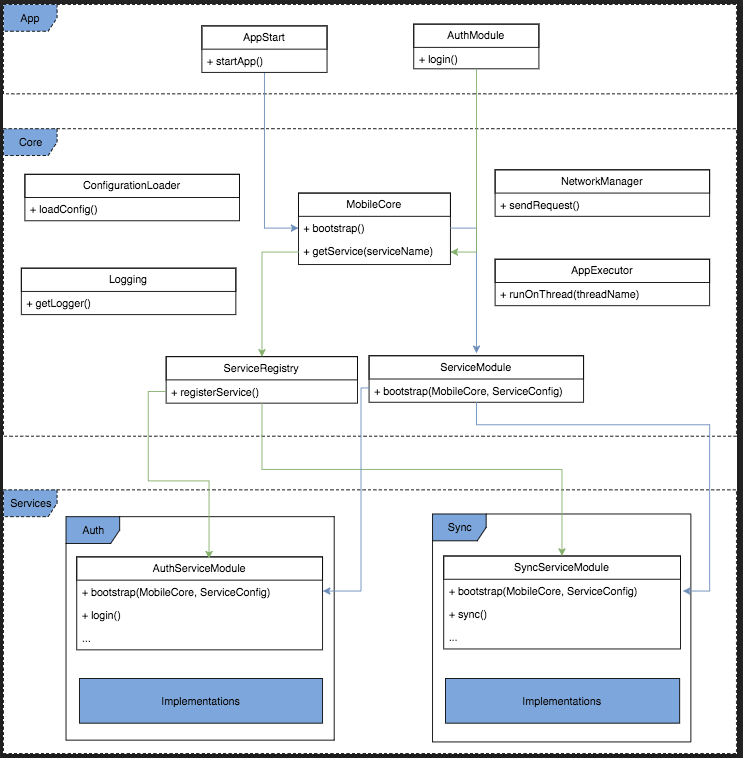 App
AppStart
+ startApp()
AuthModule
+ login()
Core
ConfigurationLoader
+ loadConfig()
MobileCore
+ bootstrap()
+ getService(serviceName)
NetworkManager
+ sendRequest()
Logging
+ getLogger()
AppExecutor
+ runOnThread(threadName)
ServiceRegistry
+ registerService()
ServiceModule
+ bootstrap(MobileCore, ServiceConfig)
Services
Auth
AuthServiceModule
+ bootstrap(MobileCore, ServiceConfig)
+ login()
...
Implementations
Sync
SyncServiceModule
+ bootstrap(MobileCore, ServiceConfig)
+ sync()
...
Implementations